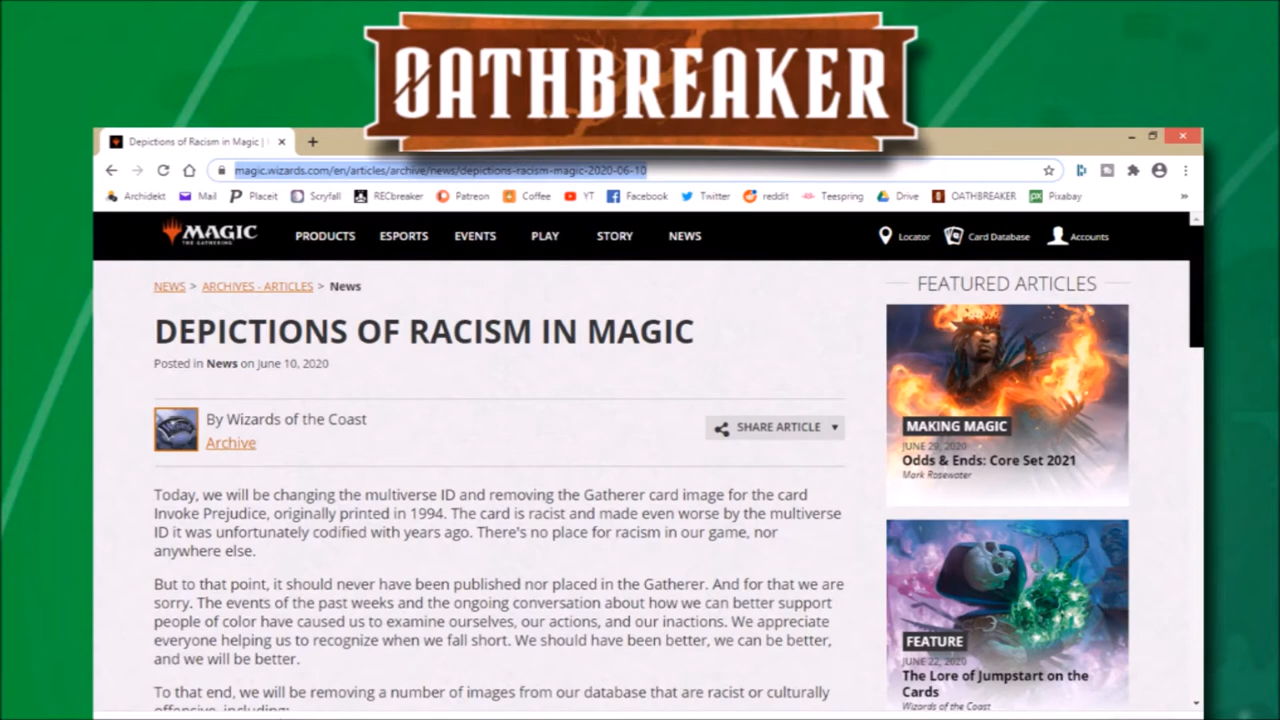 OATHBREAKER
Depictions of Racism in Magic |
magic.wizards.com/en/articles/archive/news/depictions-racism-magic-2020-06-10
Archidekt Mail Placeit Scryfall RECbreaker Patreon Coffee YT Facebook Twitter reddit Teespring Drive OATHBREAKER Pixabay »
MAGIC THE GATHERING PRODUCTS ESPORTS EVENTS PLAY STORY NEWS Locator Card Database Accounts
NEWS > ARCHIVES - ARTICLES > News
DEPICTIONS OF RACISM IN MAGIC
Posted in News on June 10, 2020
By Wizards of the Coast
Archive
SHARE ARTICLE
Today, we will be changing the multiverse ID and removing the Gatherer card image for the card
Invoke Prejudice, originally printed in 1994. The card is racist and made even worse by the multiverse
ID it was unfortunately codified with years ago. There's no place for racism in our game, nor
anywhere else.
But to that point, it should never have been published nor placed in the Gatherer. And for that we are
sorry. The events of the past weeks and the ongoing conversation about how we can better support
people of color have caused us to examine ourselves, our actions, and our inactions. We appreciate
everyone helping us to recognize when we fall short. We should have been better, we can be better,
and we will be better.
To that end, we will be removing a number of images from our database that are racist or culturally
offensive, including:
FEATURED ARTICLES
MAKING MAGIC
JUNE 29, 2020
Odds & Ends: Core Set 2021
Mark Rosewater
FEATURE
JUNE 22, 2020
The Lore of Jumpstart on the
Cards
Wizards of the Coast